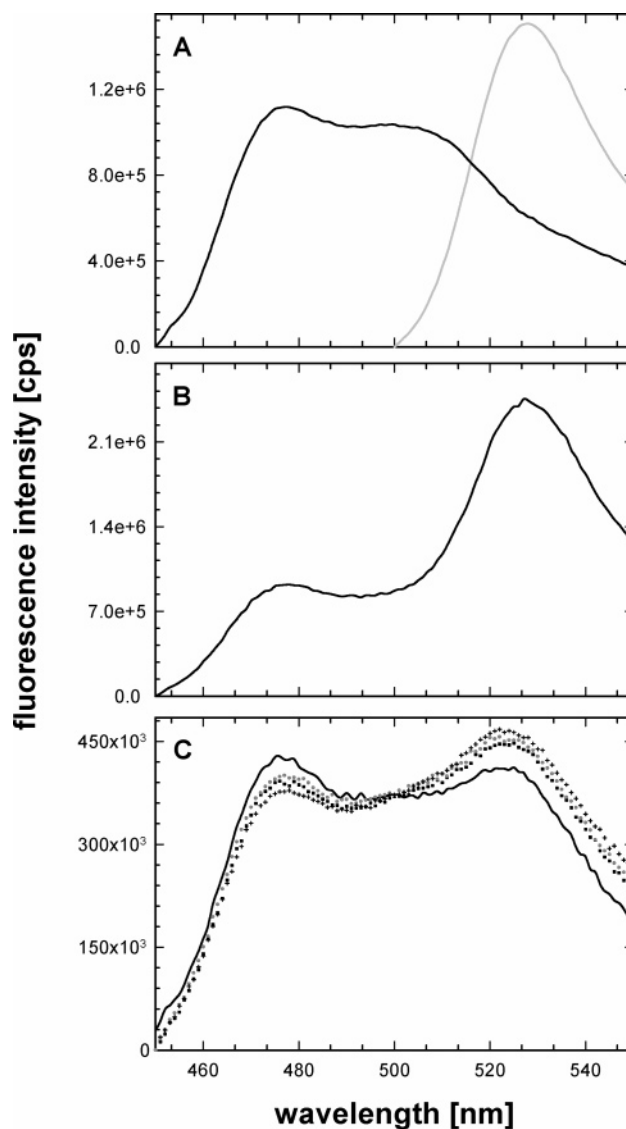 A
1.2e+6
8.0e+5
4.0e+5
0.0
B
2.1e+6
1.4e+6
7.0e+5
0.0
C
450x10³
300x10³
150x10³
0
460 480 500 520 540
wavelength [nm]
fluorescence intensity [cps]